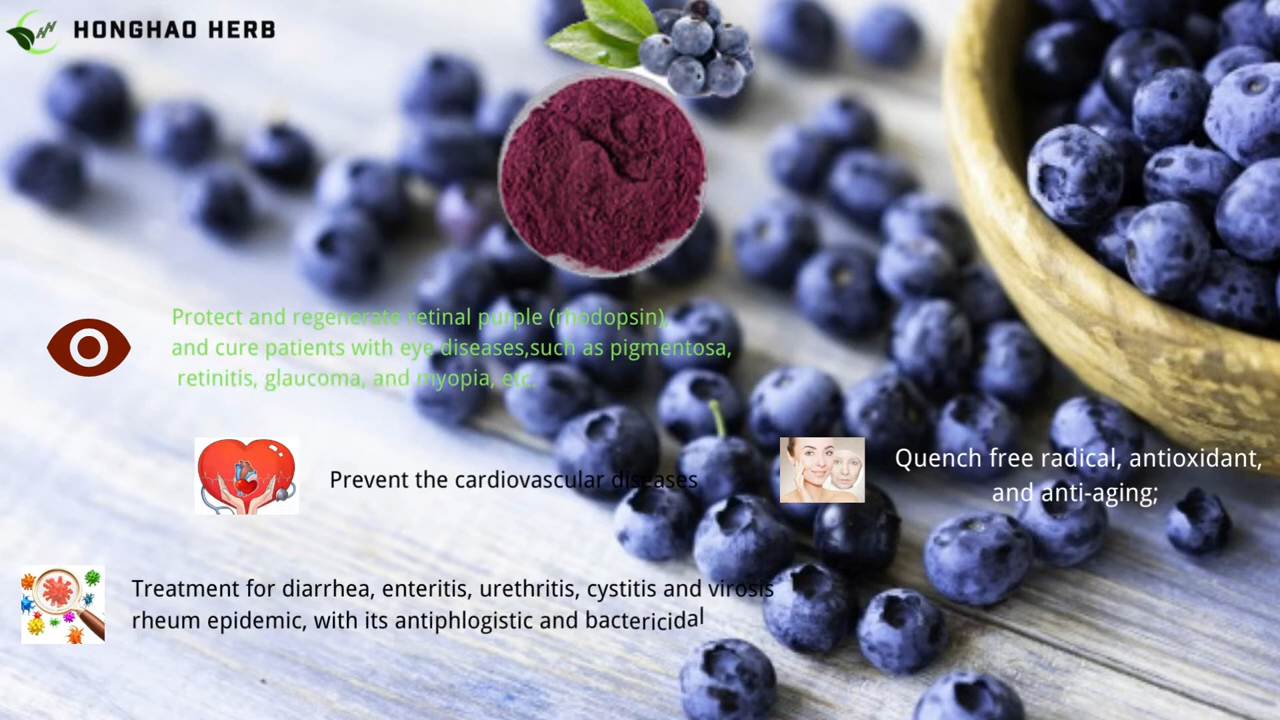 HONGHAO HERB
Protect and regenerate retinal purple (rhodopsin),
and cure patients with eye diseases,such as pigmentosa,
retinitis, glaucoma, and myopia, etc.
Prevent the cardiovascular diseases
Quench free radical, antioxidant,
and anti-aging;
Treatment for diarrhea, enteritis, urethritis, cystitis and virosis
rheum epidemic, with its antiphlogistic and bactericidal